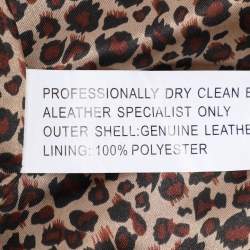 PROFESSIONALLY DRY CLEAN
ALEATHER SPECIALIST ONLY
OUTER SHELL:GENUINE LEATHE
LINING: 100% POLYESTER